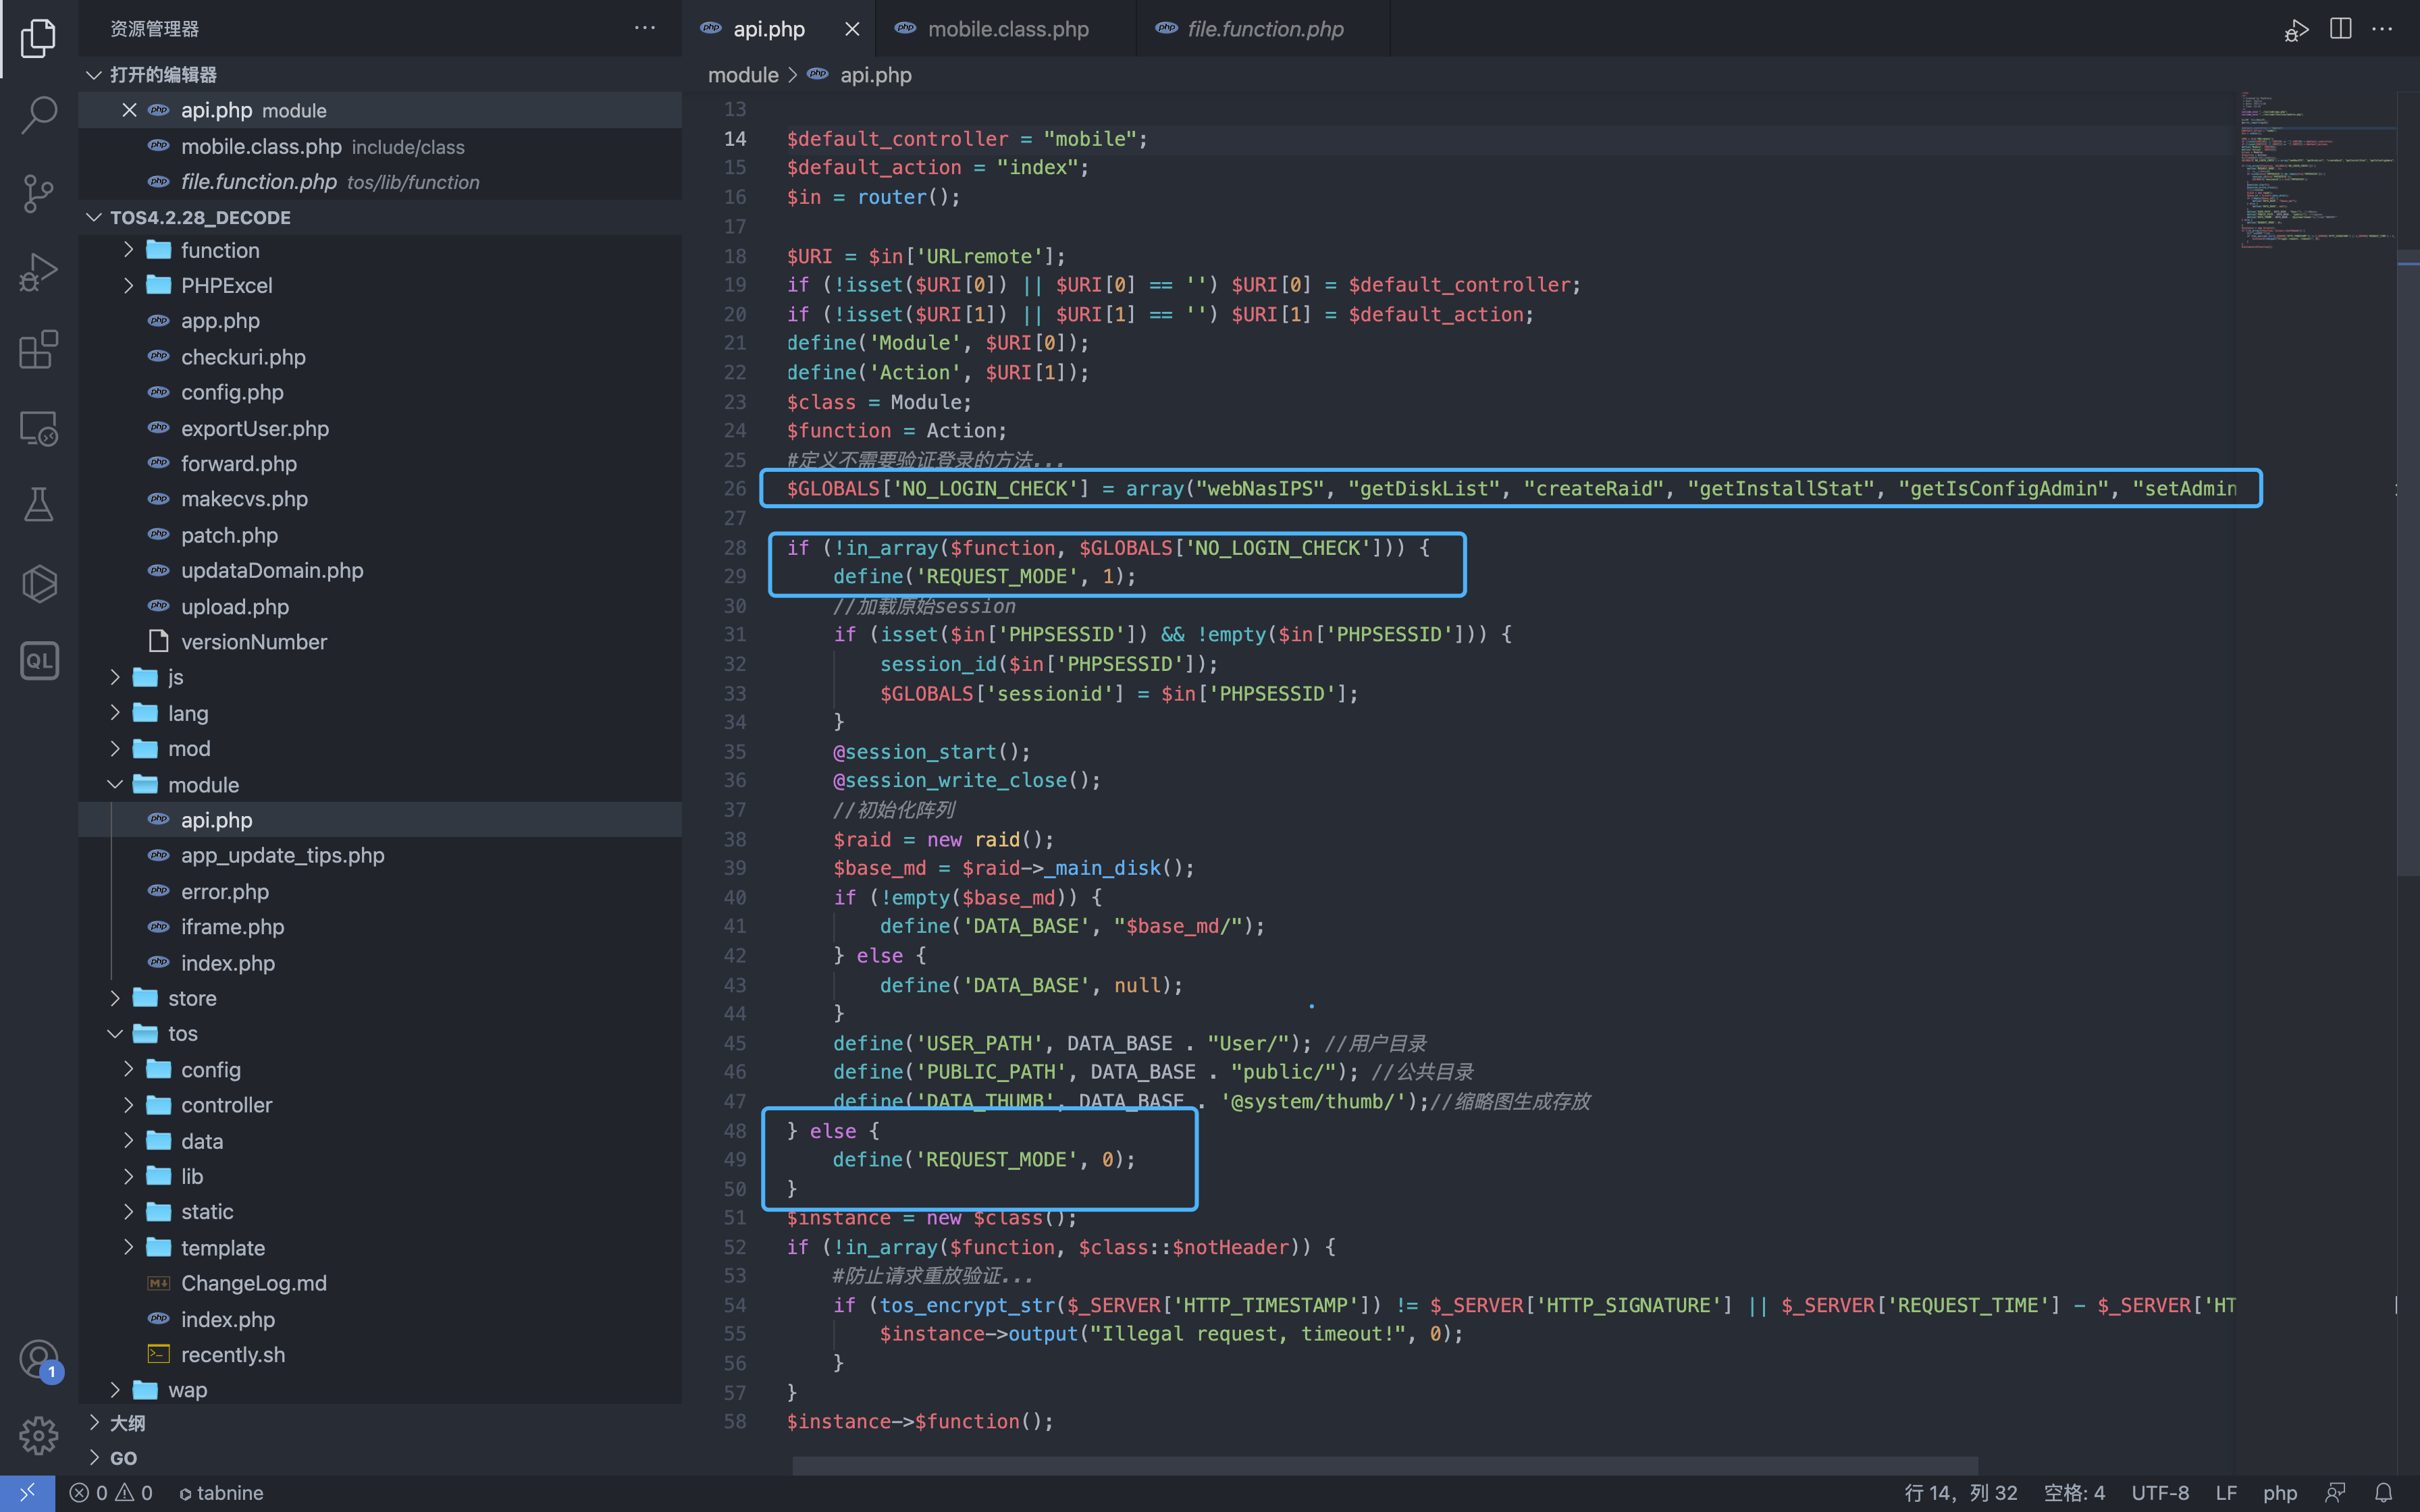 资源管理器
打开的编辑器
api.php module
mobile.class.php include/class
file.function.php tos/lib/function
TOS4.2.28_DECODE
function
PHPExcel
app.php
checkuri.php
config.php
exportUser.php
forward.php
makecvs.php
patch.php
updataDomain.php
upload.php
versionNumber
js
lang
mod
module
api.php
app_update_tips.php
error.php
iframe.php
index.php
store
tos
config
controller
data
lib
static
template
ChangeLog.md
index.php
recently.sh
wap
大纲
GO
QL
1
api.php
mobile.class.php
file.function.php
module > api.php
13
14 $default_controller = "mobile";
15 $default_action = "index";
16 $in = router();
17
18 $URI = $in['URLremote'];
19 if (!isset($URI[0]) || $URI[0] == '') $URI[0] = $default_controller;
20 if (!isset($URI[1]) || $URI[1] == '') $URI[1] = $default_action;
21 define('Module', $URI[0]);
22 define('Action', $URI[1]);
23 $class = Module;
24 $function = Action;
25 #定义不需要验证登录的方法...
26 $GLOBALS['NO_LOGIN_CHECK'] = array("webNasIPS", "getDiskList", "createRaid", "getInstallStat", "getIsConfigAdmin", "setAdmin
27
28 if (!in_array($function, $GLOBALS['NO_LOGIN_CHECK'])) {
29 define('REQUEST_MODE', 1);
30 //加载原始session
31 if (isset($in['PHPSESSID']) && !empty($in['PHPSESSID'])) {
32 session_id($in['PHPSESSID']);
33 $GLOBALS['sessionid'] = $in['PHPSESSID'];
34 }
35 @session_start();
36 @session_write_close();
37 //初始化阵列
38 $raid = new raid();
39 $base_md = $raid->_main_disk();
40 if (!empty($base_md)) {
41 define('DATA_BASE', "$base_md/");
42 } else {
43 define('DATA_BASE', null);
44 }
45 define('USER_PATH', DATA_BASE . "User/"); //用户目录
46 define('PUBLIC_PATH', DATA_BASE . "public/"); //公共目录
47 define('DATA_THUMB', DATA_BASE . '@system/thumb/');//缩略图生成存放
48 } else {
49 define('REQUEST_MODE', 0);
50 }
51 $instance = new $class();
52 if (!in_array($function, $class::$notHeader)) {
53 #防止请求重放验证...
54 if (tos_encrypt_str($_SERVER['HTTP_TIMESTAMP']) != $_SERVER['HTTP_SIGNATURE'] || $_SERVER['REQUEST_TIME'] - $_SERVER['HT
55 $instance->output("Illegal request, timeout!", 0);
56 }
57 }
58 $instance->$function();
0 0 tabnine
行 14，列 32 空格: 4 UTF-8 LF php